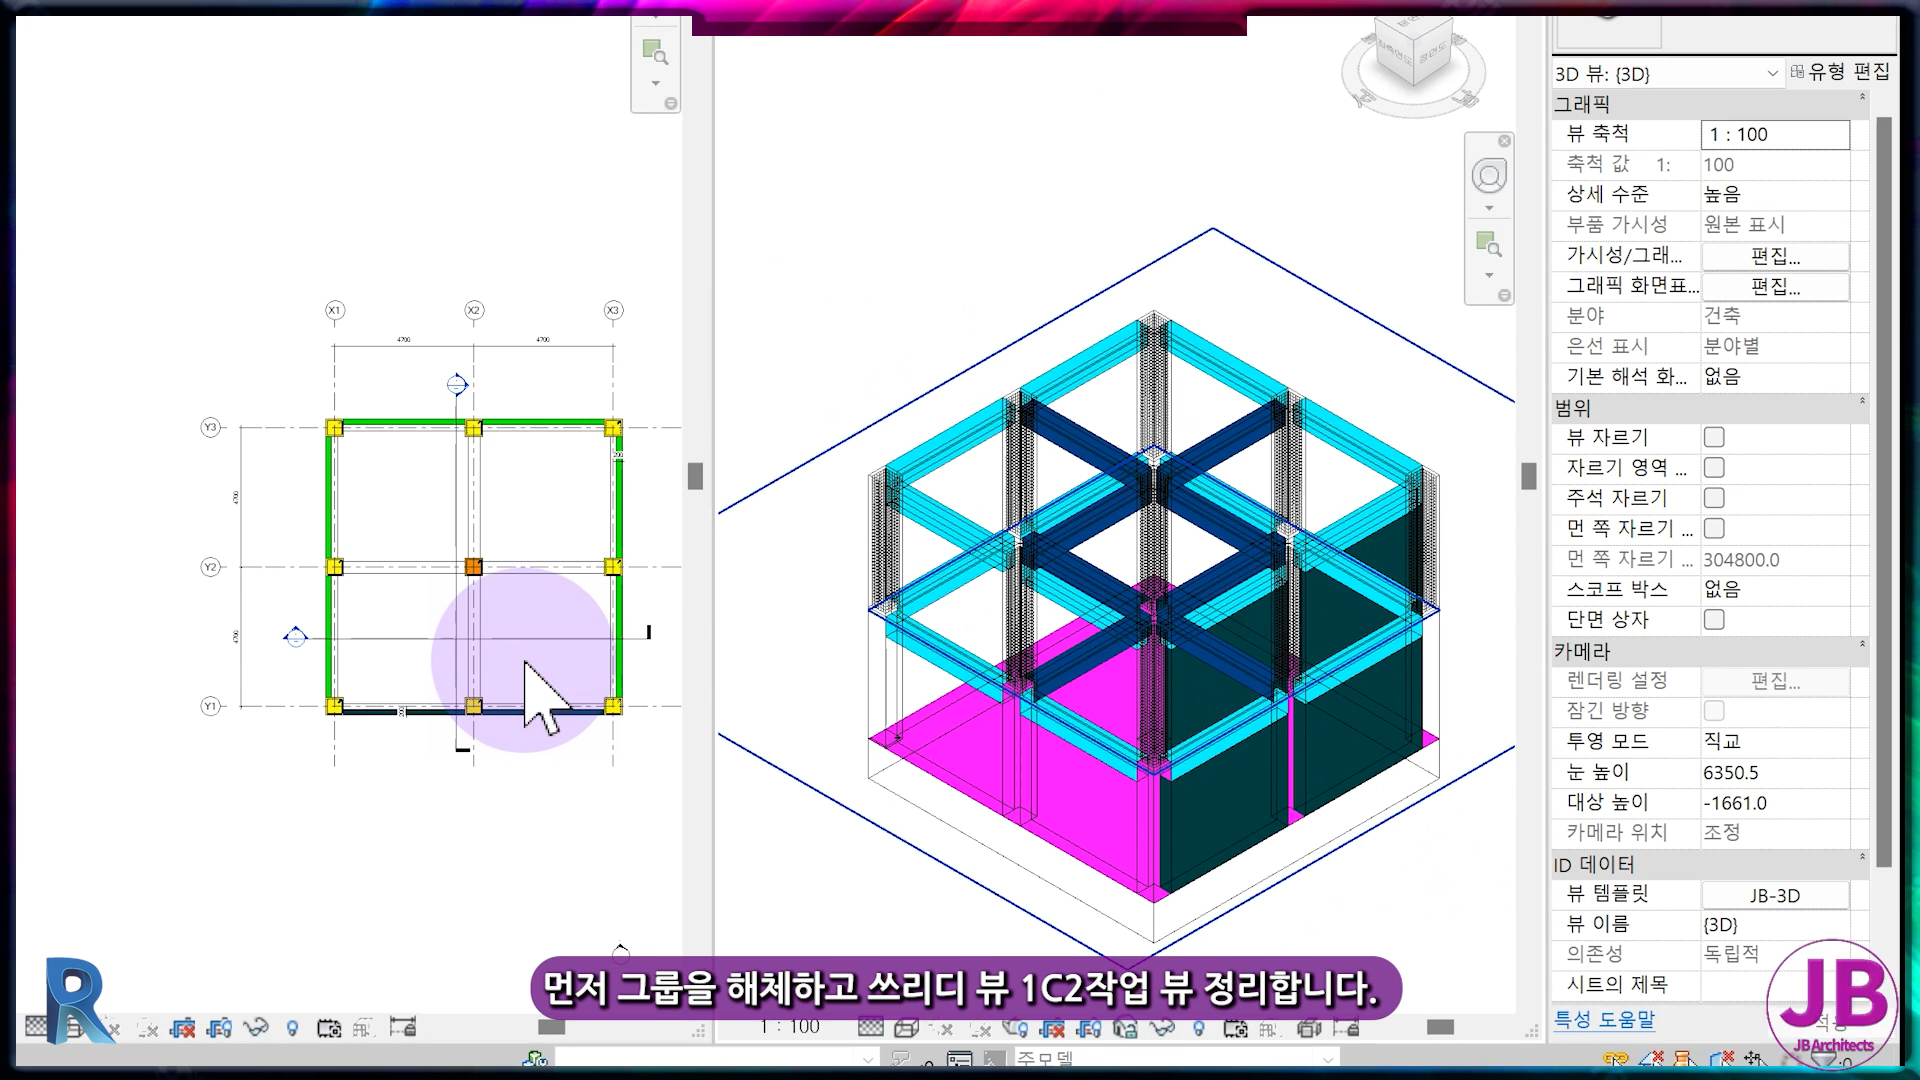 3D 뷰: {3D}
유형 편집
그래픽
뷰 축척 1 : 100
축척 값 1: 100
상세 수준 높음
부품 가시성 원본 표시
가시성/그래... 편집...
그래픽 화면표... 편집...
분야 건축
은선 표시 분야별
기본 해석 화... 없음
범위
뷰 자르기
자르기 영역 ...
주석 자르기
먼 쪽 자르기 ...
먼 쪽 자르기 ... 304800.0
스코프 박스 없음
단면 상자
카메라
렌더링 설정 편집...
잠긴 방향
투영 모드 직교
눈 높이 6350.5
대상 높이 -1661.0
카메라 위치 조정
ID 데이터
뷰 템플릿 JB-3D
뷰 이름 {3D}
의존성 독립적
시트의 제목
특성 도움말
X1 X2 X3
4700 4700
Y3
200
4700
Y2
4700
Y1
200
먼저 그룹을 해체하고 쓰리디 뷰 1C2작업 뷰 정리합니다.
1 : 100
주모델
:0
R
JB
JB Architects